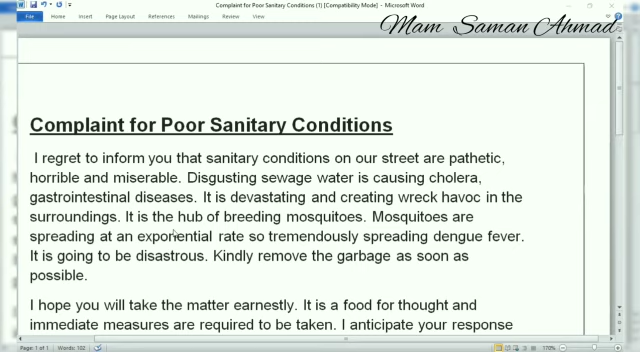 Complaint for Poor Sanitary Conditions (1) [Compatibility Mode] - Microsoft Word
File Home Insert Page Layout References Mailings Review View
Mam Saman Ahmad
Complaint for Poor Sanitary Conditions
I regret to inform you that sanitary conditions on our street are pathetic,
horrible and miserable. Disgusting sewage water is causing cholera,
gastrointestinal diseases. It is devastating and creating wreck havoc in the
surroundings. It is the hub of breeding mosquitoes. Mosquitoes are
spreading at an exponential rate so tremendously spreading dengue fever.
It is going to be disastrous. Kindly remove the garbage as soon as
possible.
I hope you will take the matter earnestly. It is a food for thought and
immediate measures are required to be taken. I anticipate your response
Page: 1 of 1 Words: 102 170%